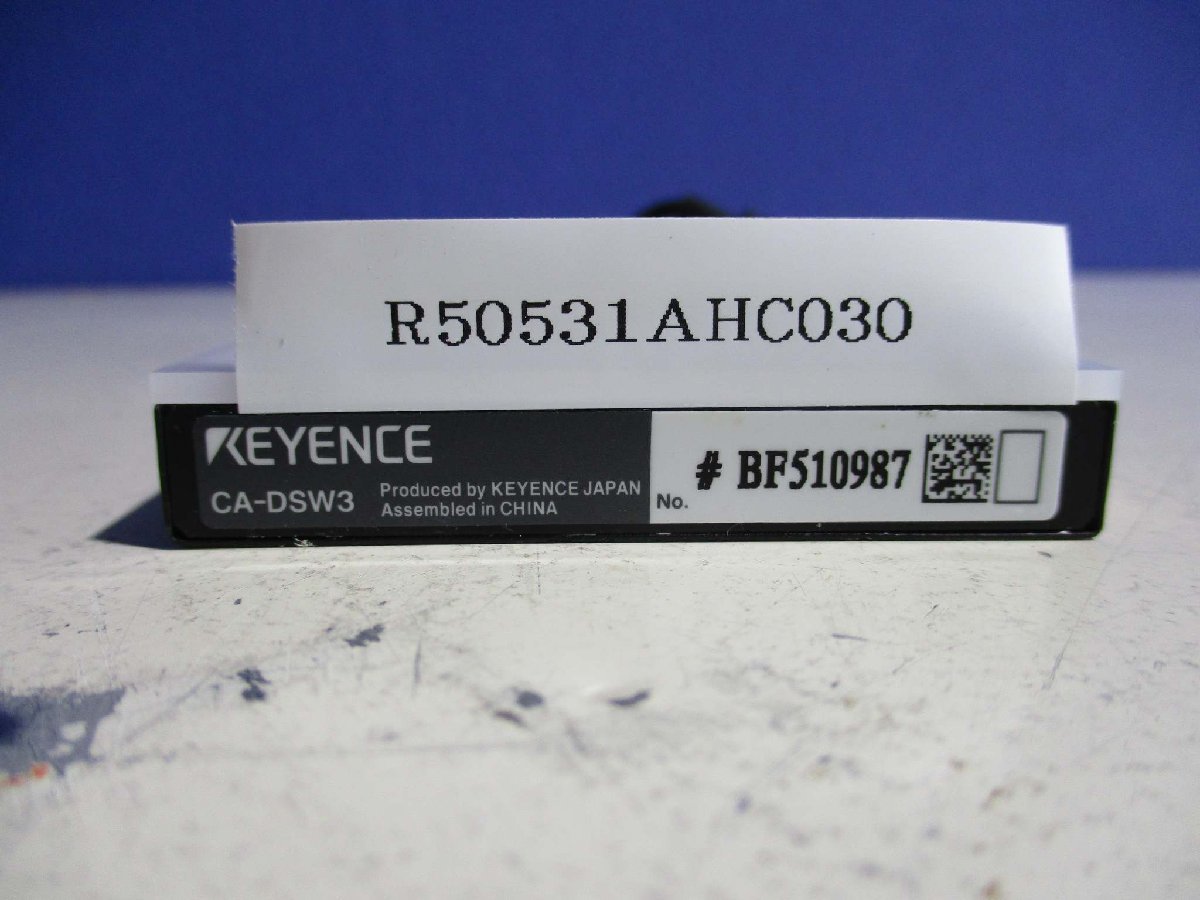 R50531AHC030
KEYENCE
CA-DSW3
Produced by KEYENCE JAPAN
Assembled in CHINA
No. # BF510987